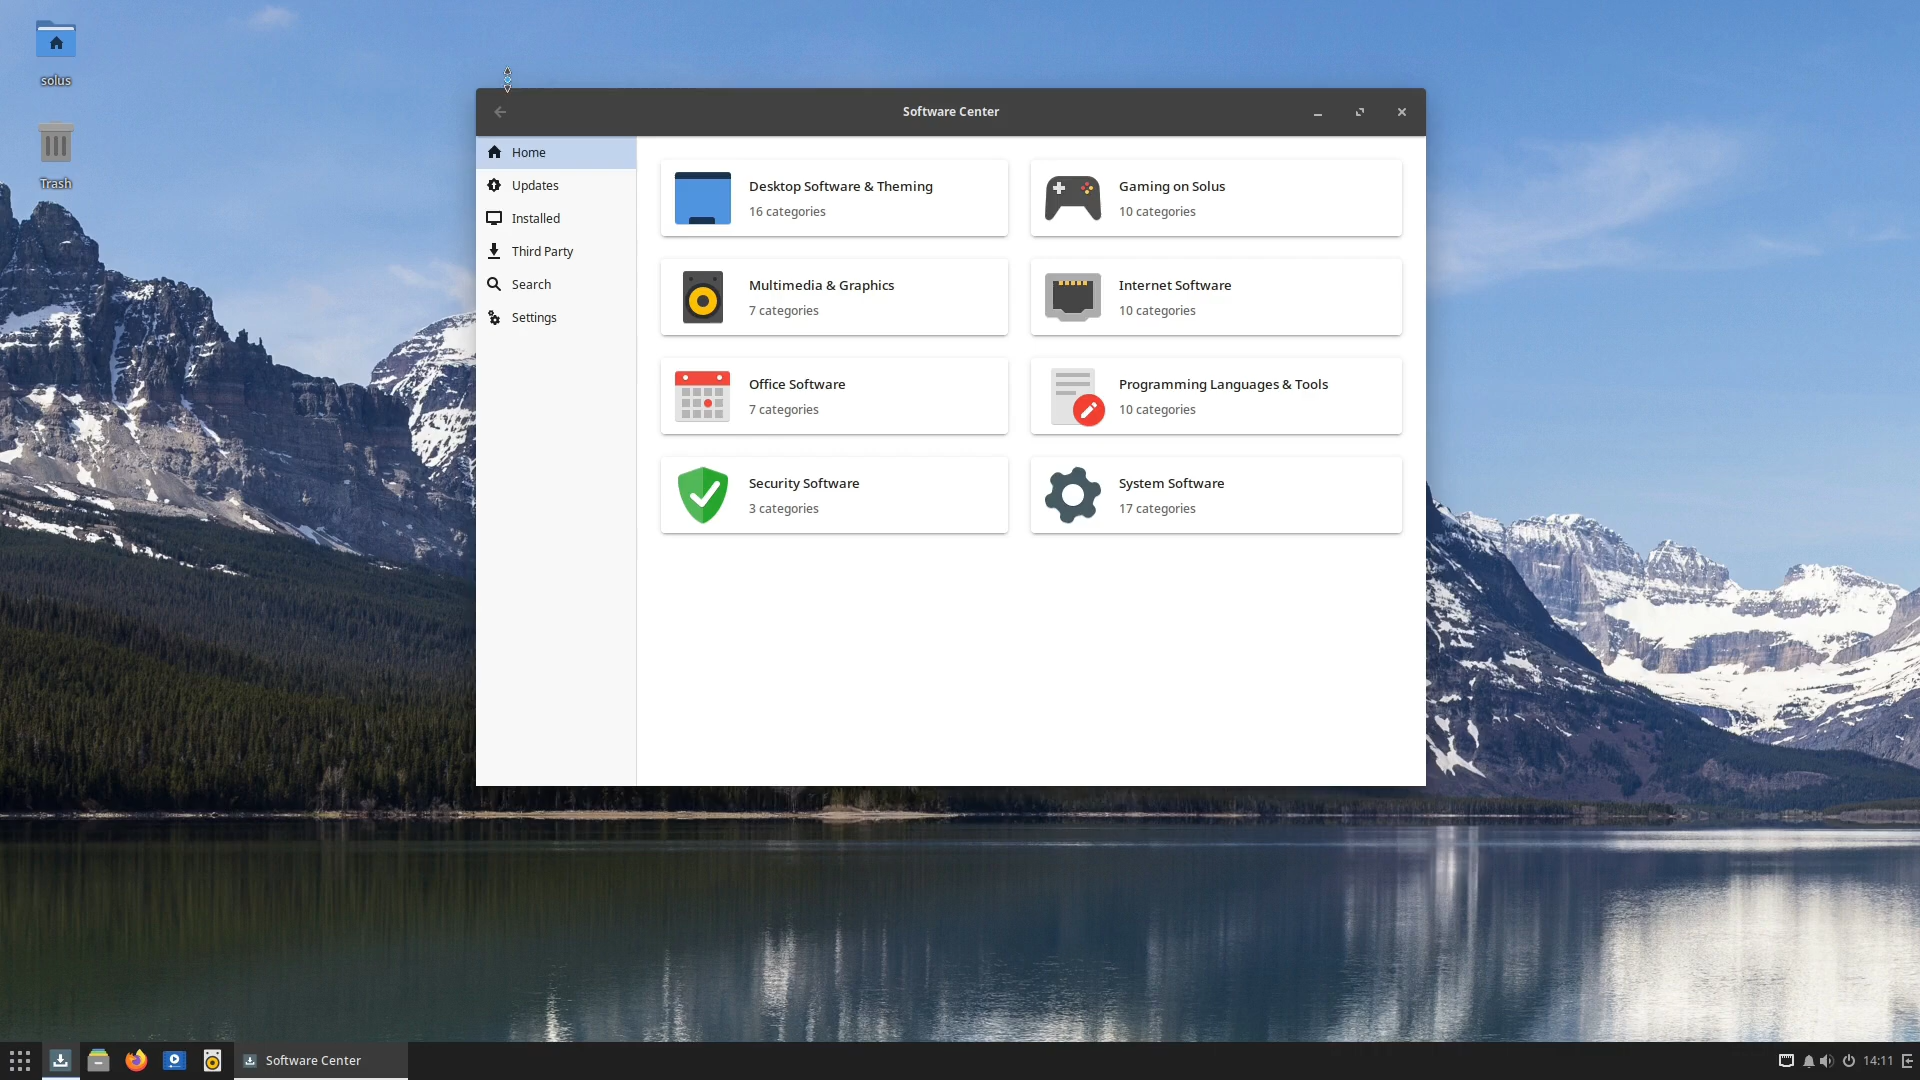 solus
Trash
Software Center
Home
Updates
Installed
Third Party
Search
Settings
Desktop Software & Theming
16 categories
Gaming on Solus
10 categories
Multimedia & Graphics
7 categories
Internet Software
10 categories
Office Software
7 categories
Programming Languages & Tools
10 categories
Security Software
3 categories
System Software
17 categories
Software Center
14:11